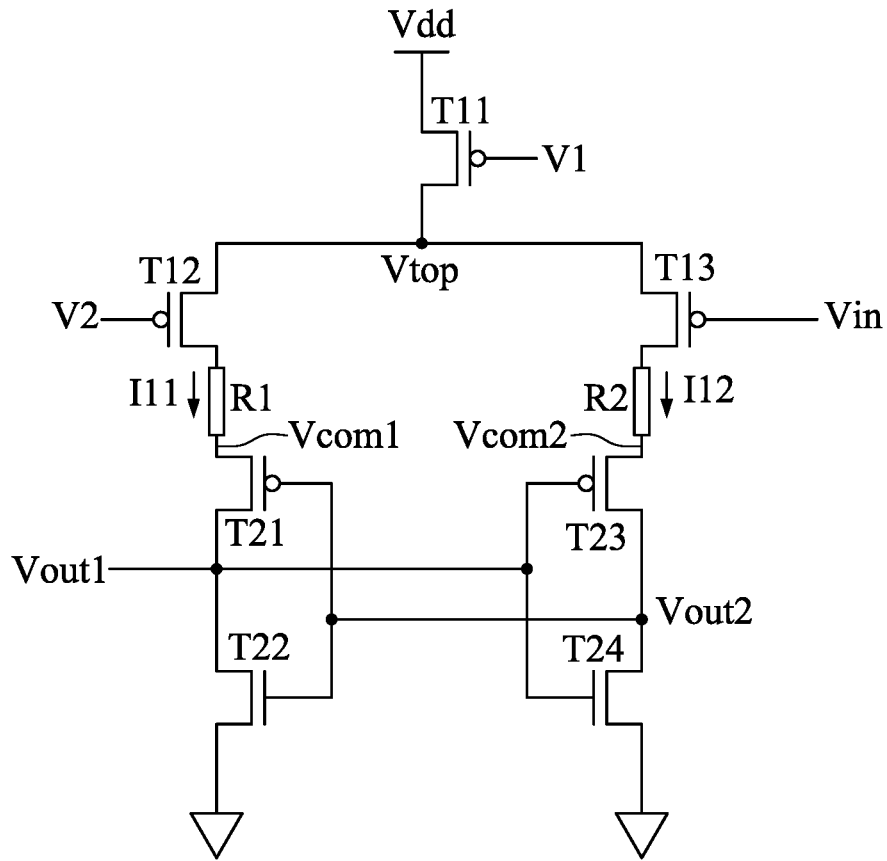 Vdd
T11
V1
Vtop
T12
T13
V2
Vin
I11
R1
R2
I12
Vcom1
Vcom2
T21
T23
Vout1
Vout2
T22
T24